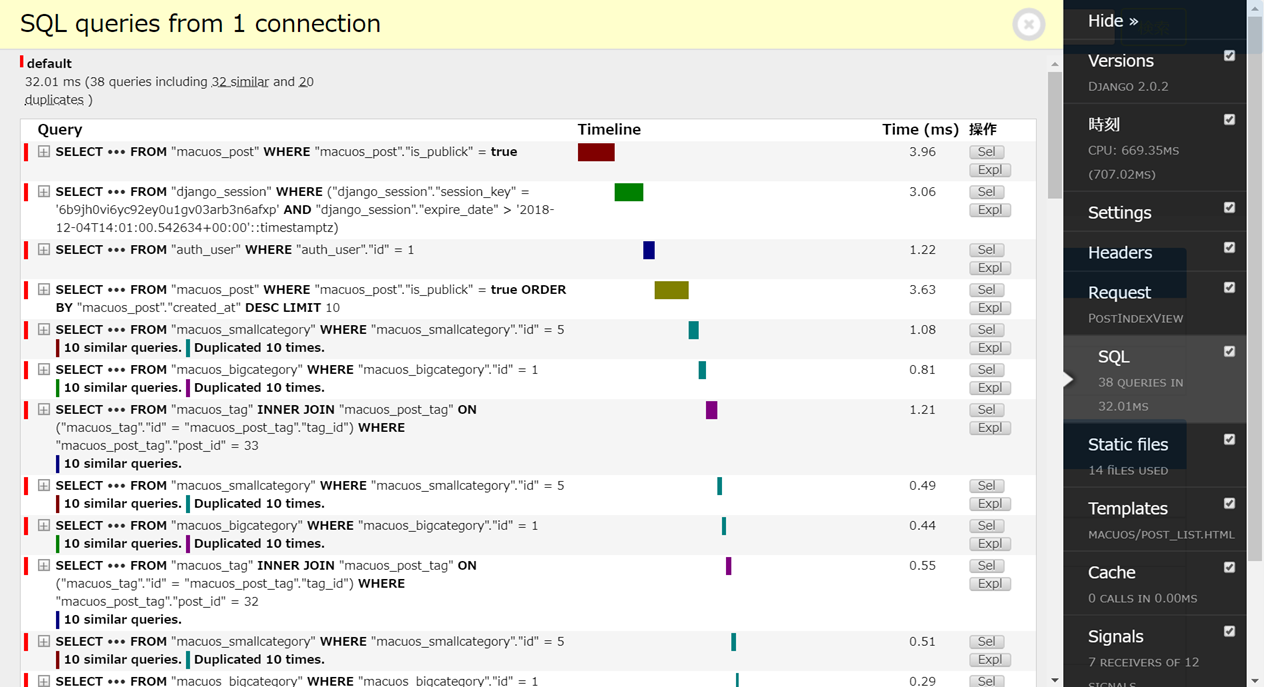 SQL queries from 1 connection
default
32.01 ms (38 queries including 32 similar and 20
duplicates )
Query Timeline Time (ms) 操作
SELECT ••• FROM "macuos_post" WHERE "macuos_post"."is_publick" = true 3.96 Sel
Expl
SELECT ••• FROM "django_session" WHERE ("django_session"."session_key" = 3.06 Sel
'6b9jh0vi6yc92ey0u1gv03arb3n6afxp' AND "django_session"."expire_date" > '2018- Expl
12-04T14:01:00.542634+00:00'::timestamptz)
SELECT ••• FROM "auth_user" WHERE "auth_user"."id" = 1 1.22 Sel
Expl
SELECT ••• FROM "macuos_post" WHERE "macuos_post"."is_publick" = true ORDER 3.63 Sel
BY "macuos_post"."created_at" DESC LIMIT 10 Expl
SELECT ••• FROM "macuos_smallcategory" WHERE "macuos_smallcategory"."id" = 5 1.08 Sel
10 similar queries. Duplicated 10 times. Expl
SELECT ••• FROM "macuos_bigcategory" WHERE "macuos_bigcategory"."id" = 1 0.81 Sel
10 similar queries. Duplicated 10 times. Expl
SELECT ••• FROM "macuos_tag" INNER JOIN "macuos_post_tag" ON 1.21 Sel
("macuos_tag"."id" = "macuos_post_tag"."tag_id") WHERE Expl
"macuos_post_tag"."post_id" = 33
10 similar queries.
SELECT ••• FROM "macuos_smallcategory" WHERE "macuos_smallcategory"."id" = 5 0.49 Sel
10 similar queries. Duplicated 10 times. Expl
SELECT ••• FROM "macuos_bigcategory" WHERE "macuos_bigcategory"."id" = 1 0.44 Sel
10 similar queries. Duplicated 10 times. Expl
SELECT ••• FROM "macuos_tag" INNER JOIN "macuos_post_tag" ON 0.55 Sel
("macuos_tag"."id" = "macuos_post_tag"."tag_id") WHERE Expl
"macuos_post_tag"."post_id" = 32
10 similar queries.
SELECT ••• FROM "macuos_smallcategory" WHERE "macuos_smallcategory"."id" = 5 0.51 Sel
10 similar queries. Duplicated 10 times. Expl
SELECT ••• FROM "macuos_bigcategory" WHERE "macuos_bigcategory"."id" = 1 0.29 Sel
Hide »
Versions
DJANGO 2.0.2
時刻
CPU: 669.35MS
(707.02MS)
Settings
Headers
Request
POSTINDEXVIEW
SQL
38 QUERIES IN
32.01MS
Static files
14 FILES USED
Templates
MACUOS/POST_LIST.HTML
Cache
0 CALLS IN 0.00MS
Signals
7 RECEIVERS OF 12
SIGNALS